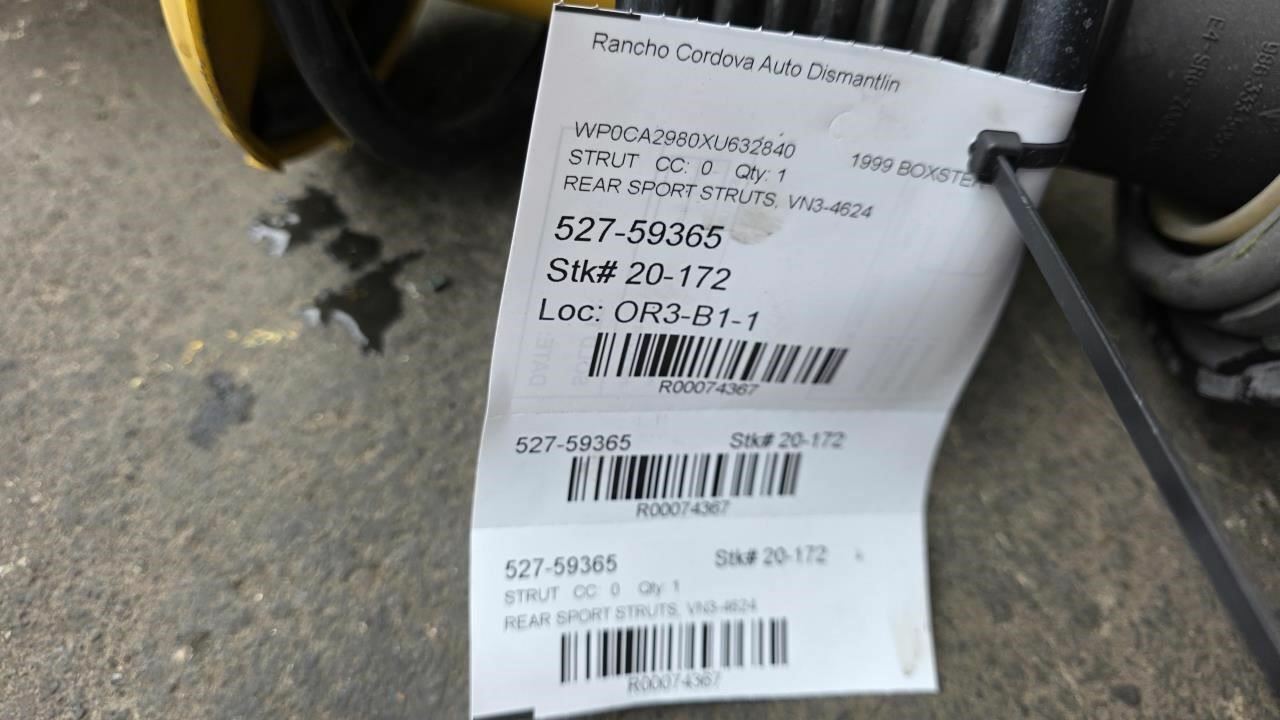 Rancho Cordova Auto Dismantlin
WP0CA2980XU632840
1999 BOXSTER
STRUT CC: 0 Qty: 1
REAR SPORT STRUTS, VN3-4624
527-59365
Stk# 20-172
Loc: OR3-B1-1
R00074367
527-59365 Stk# 20-172
R00074367
527-59365 Stk# 20-172
STRUT CC: 0 Qty: 1
REAR SPORT STRUTS, VN3-4624
R00074367